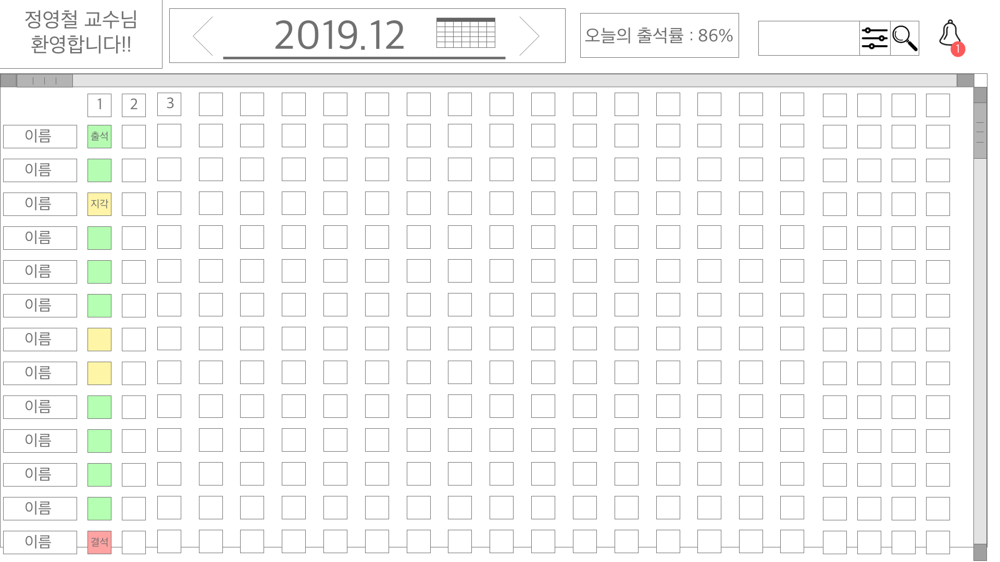 정영철 교수님
환영합니다!!
2019.12
오늘의 출석률 : 86%
1
1 2 3
이름 출석
이름
이름 지각
이름
이름
이름
이름
이름
이름
이름
이름
이름
이름 결석